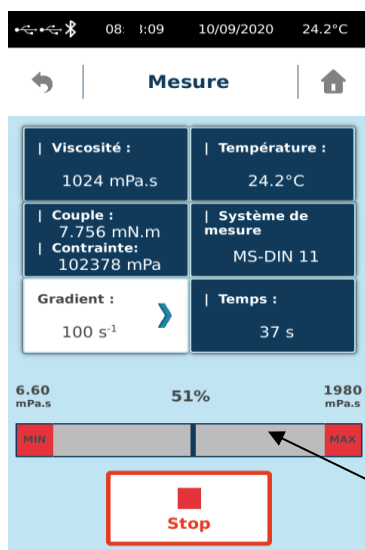 08: :09 10/09/2020 24.2°C
Mesure
| Viscosité :
1024 mPa.s
| Température :
24.2°C
| Couple :
7.756 mN.m
| Contrainte:
102378 mPa
| Système de
mesure
MS-DIN 11
Gradient :
100 s⁻¹
| Temps :
37 s
6.60
mPa.s
51%
1980
mPa.s
MIN
MAX
Stop